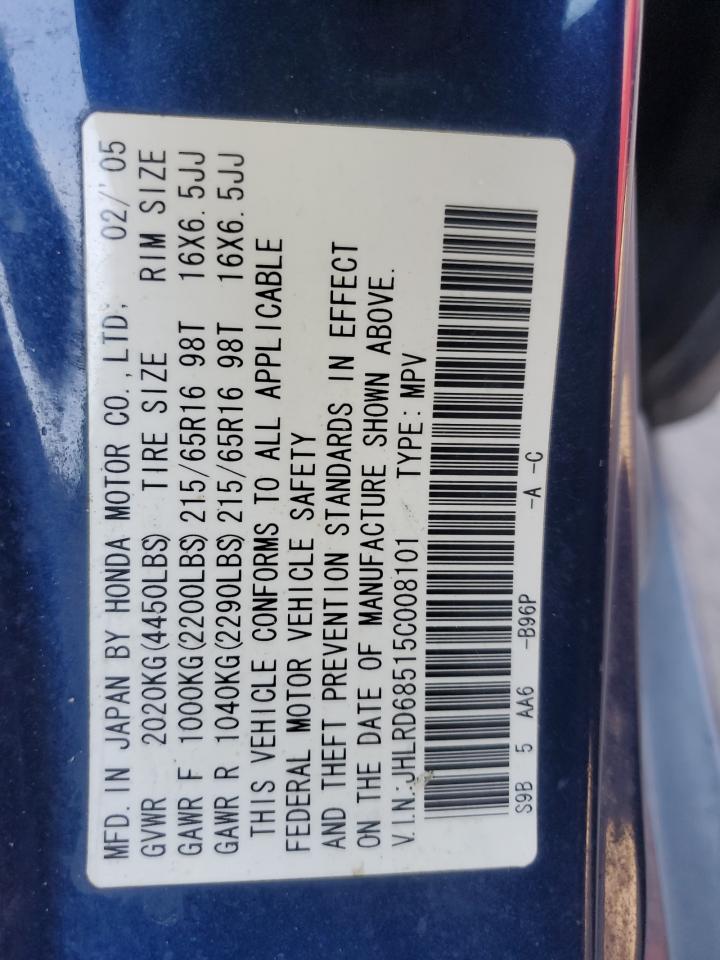 MFD. IN JAPAN BY HONDA MOTOR CO.,LTD; 02/'05
GVWR 2020KG(4450LBS) TIRE SIZE RIM SIZE
GAWR F 1000KG(2200LBS)215/65R16 98T 16X6.5JJ
GAWR R 1040KG(2290LBS)215/65R16 98T 16X6.5JJ
THIS VEHICLE CONFORMS TO ALL APPLICABLE
FEDERAL MOTOR VEHICLE SAFETY
AND THEFT PREVENTION STANDARDS IN EFFECT
ON THE DATE OF MANUFACTURE SHOWN ABOVE.
V.I.N.:JHLRD68515C008101 TYPE: MPV
S9B 5 AA6 -B96P -A -C